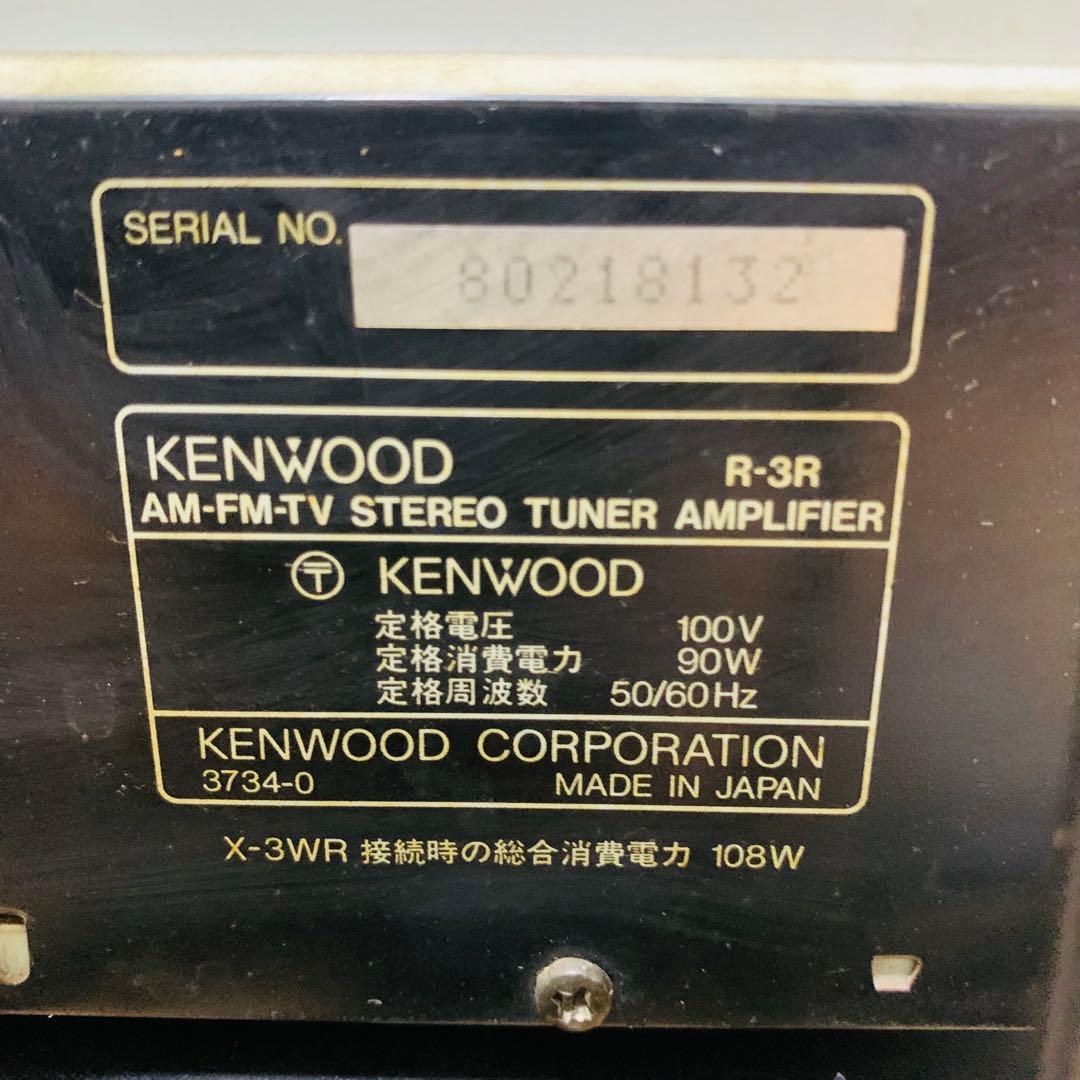 SERIAL NO. 80218132
KENWOOD R-3R
AM-FM-TV STEREO TUNER AMPLIFIER
〶 KENWOOD
定格電圧 100V
定格消費電力 90W
定格周波数 50/60Hz
KENWOOD CORPORATION
3734-0 MADE IN JAPAN
X-3WR 接続時の総合消費電力 108W